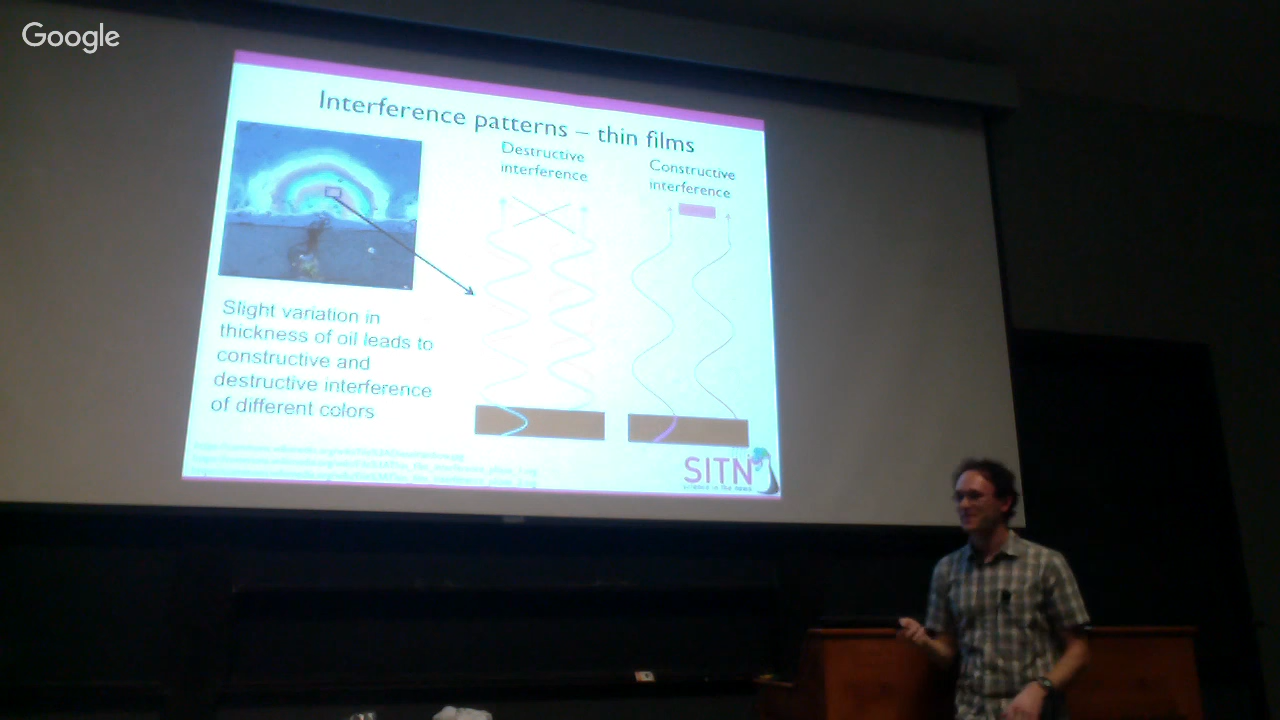 Google
Interference patterns – thin films
Destructive
interference
Constructive
interference
Slight variation in
thickness of oil leads to
constructive and
destructive interference
of different colors
SITN